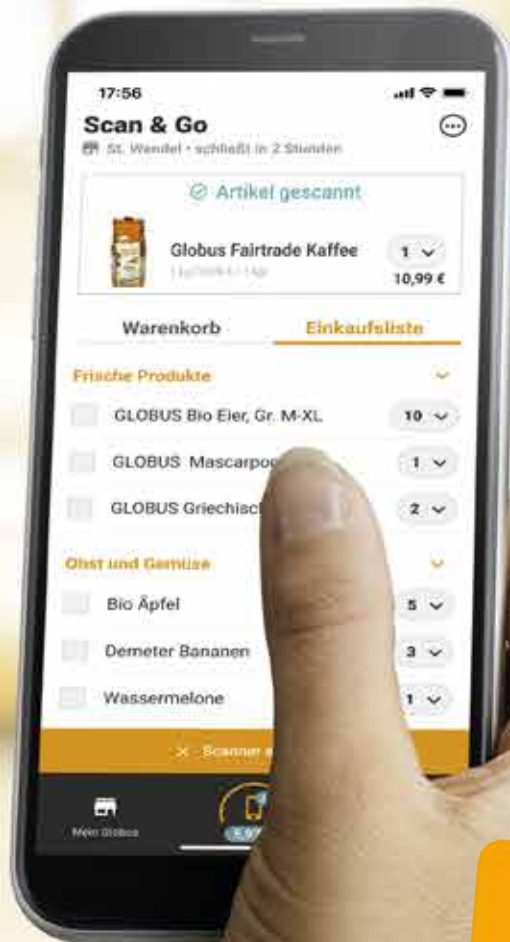 17:56
Scan & Go
St. Wendel • schließt in 2 Stunden
Artikel gescannt
Globus Fairtrade Kaffee
1
10,99 €
Warenkorb Einkaufsliste
Frische Produkte
GLOBUS Bio Eier, Gr. M-XL 10
GLOBUS 1
GLOBUS 2
Obst und Gemüse
Bio Äpfel 5
Demeter Bananen 3
Wassermelone 1
Scanner
Mein Globus